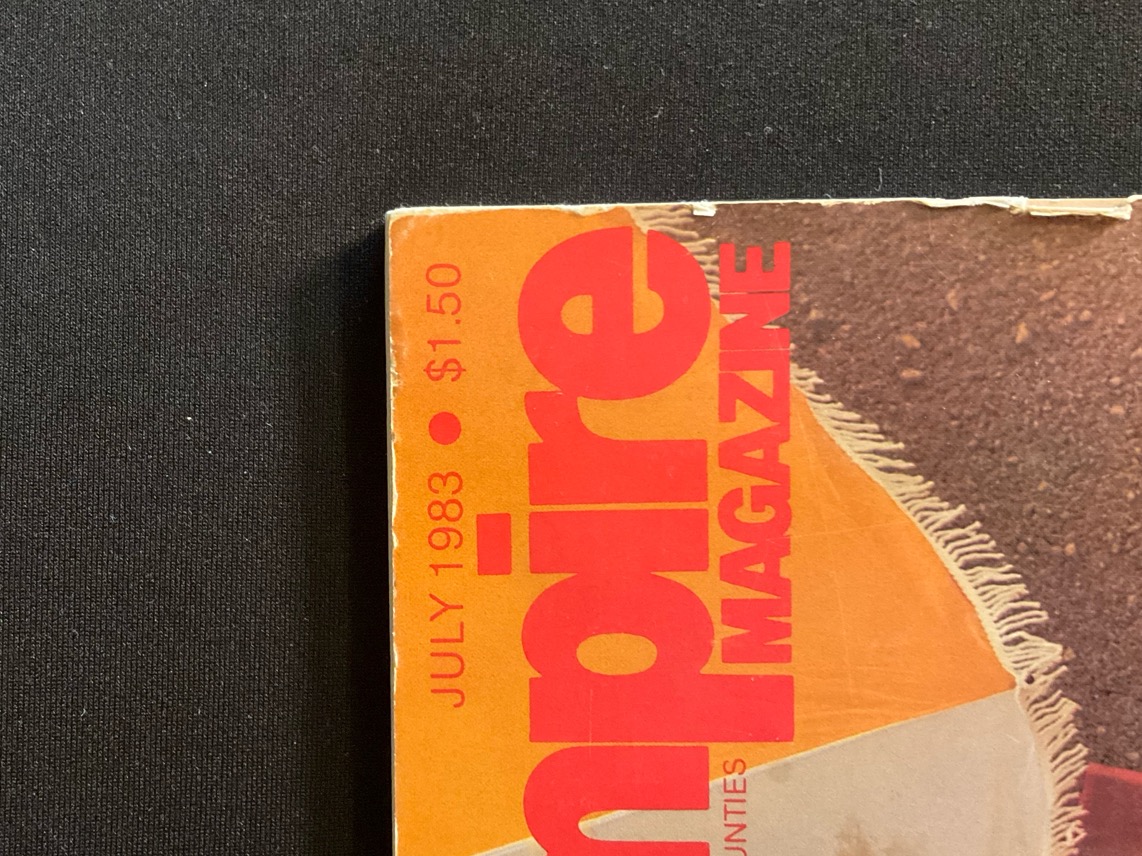 JULY 1983 ● $1.50
mpire
MAGAZINE
UNTIES